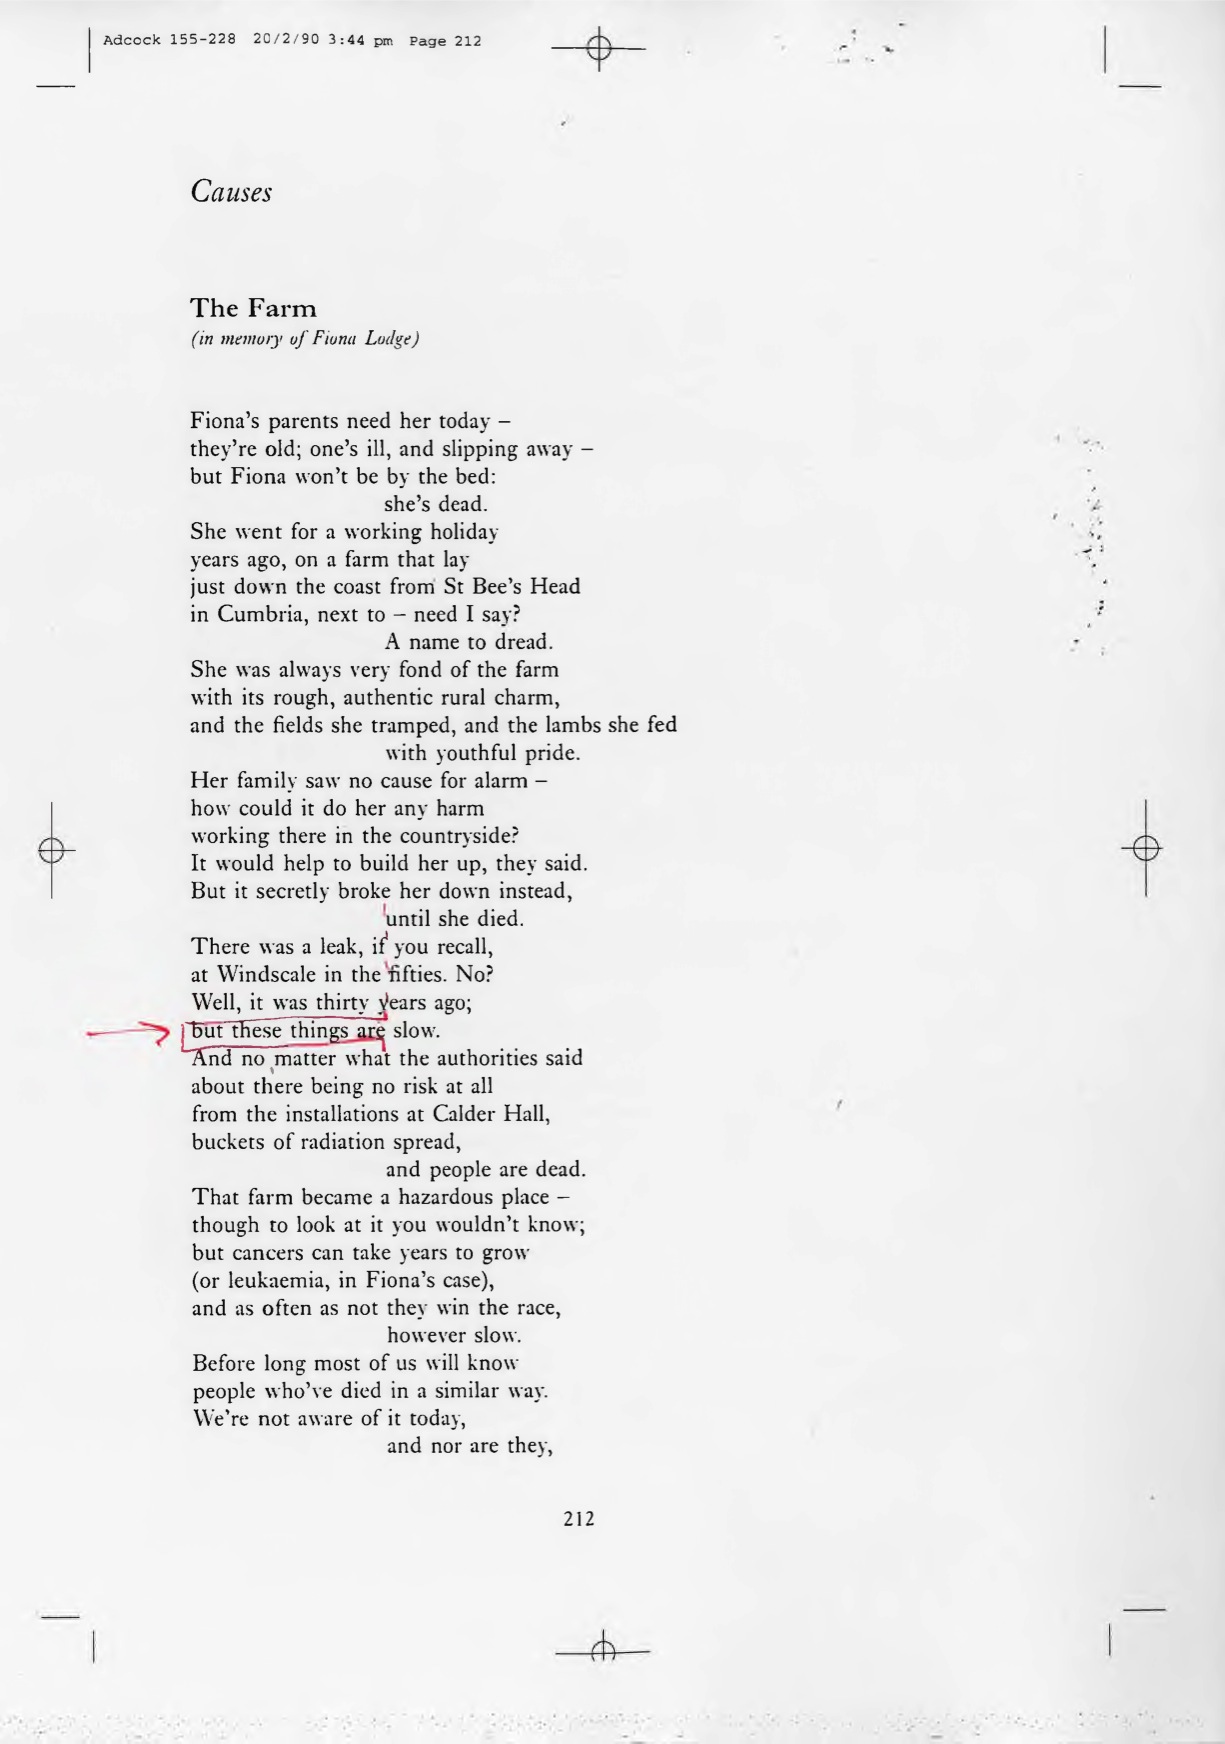 Adcock 155-228 20/2/90 3:44 pm Page 212
Causes
The Farm
(in memory of Fiona Lodge)
Fiona's parents need her today –
they're old; one's ill, and slipping away –
but Fiona won't be by the bed:
she's dead.
She went for a working holiday
years ago, on a farm that lay
just down the coast from St Bee's Head
in Cumbria, next to – need I say?
A name to dread.
She was always very fond of the farm
with its rough, authentic rural charm,
and the fields she tramped, and the lambs she fed
with youthful pride.
Her family saw no cause for alarm –
how could it do her any harm
working there in the countryside?
It would help to build her up, they said.
But it secretly broke her down instead,
until she died.
There was a leak, if you recall,
at Windscale in the fifties. No?
Well, it was thirty years ago;
but these things are slow.
And no matter what the authorities said
about there being no risk at all
from the installations at Calder Hall,
buckets of radiation spread,
and people are dead.
That farm became a hazardous place –
though to look at it you wouldn't know;
but cancers can take years to grow
(or leukaemia, in Fiona's case),
and as often as not they win the race,
however slow.
Before long most of us will know
people who've died in a similar way.
We're not aware of it today,
and nor are they,
212